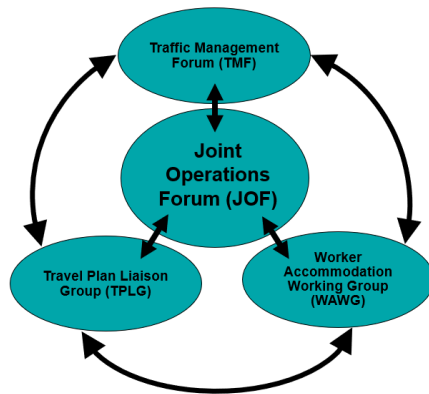 Traffic Management
Forum (TMF)
Joint
Operations
Forum (JOF)
Travel Plan Liaison
Group (TPLG)
Worker
Accommodation
Working Group
(WAWG)